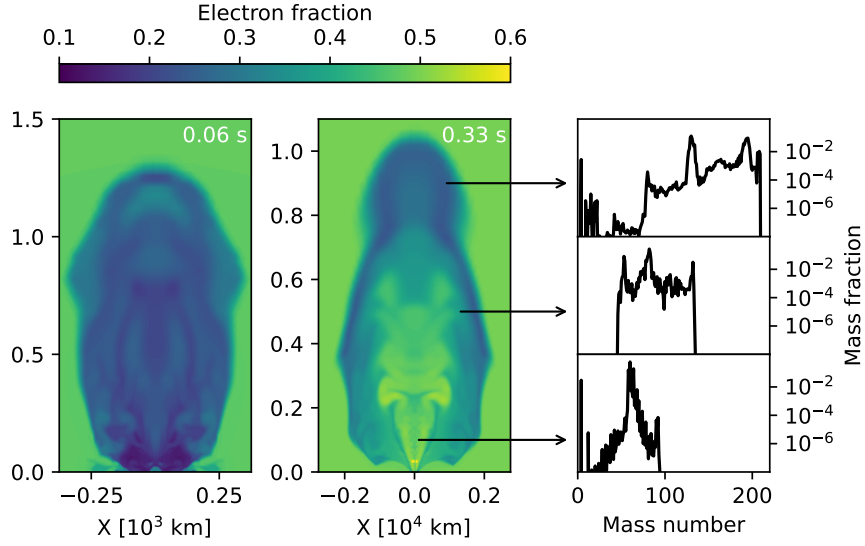 Electron fraction
0.1 0.2 0.3 0.4 0.5 0.6
0.06 s
0.33 s
1.5
1.0
0.5
0.0
−0.25 0.25
X [10³ km]
1.0
0.8
0.6
0.4
0.2
0.0
−0.2 0.0 0.2
X [10⁴ km]
10⁻²
10⁻⁴
10⁻⁶
10⁻²
10⁻⁴
10⁻⁶
10⁻²
10⁻⁴
10⁻⁶
Mass fraction
0 100 200
Mass number